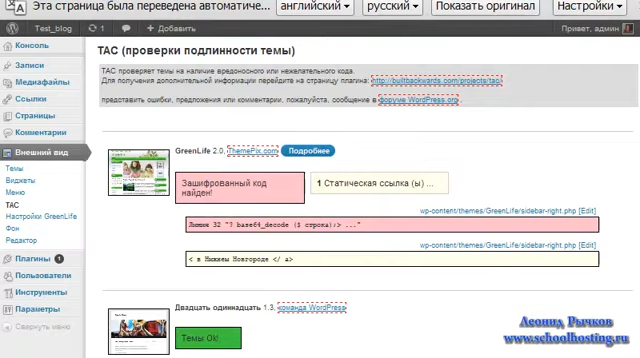 Эта страница была переведена автоматиче...
английский
русский
Показать оригинал
Настройки
Test_blog
1
Добавить
Привет, админ
Консоль
Записи
Медиафайлы
Ссылки
Страницы
Комментарии
Внешний вид
Темы
Виджеты
Меню
TAC
Настройки GreenLife
Фон
Редактор
Плагины 1
Пользователи
Инструменты
Параметры
Свернуть меню
TAC (проверки подлинности темы)
TAC проверяет темы на наличие вредоносного или нежелательного кода.
Для получения дополнительной информации перейдите на страницу плагина: http://builtbackwards.com/projects/tac
представить ошибки, предложения или комментарии, пожалуйста, сообщение в форуме WordPress.org .
GreenLife 2.0, ThemePix.com Подробнее
Зашифрованный код найден!
1 Статическая ссылка (ы) ...
wp-content/themes/GreenLife/sidebar-right.php [Edit]
Линия 32 "? base64_decode ($ строка);> ..."
wp-content/themes/GreenLife/sidebar-right.php [Edit]
< в Нижнем Новгороде </ a>
Двадцать одиннадцать 1.3, команда WordPress
Темы Ok!
Леонид Рычков
www.schoolhosting.ru